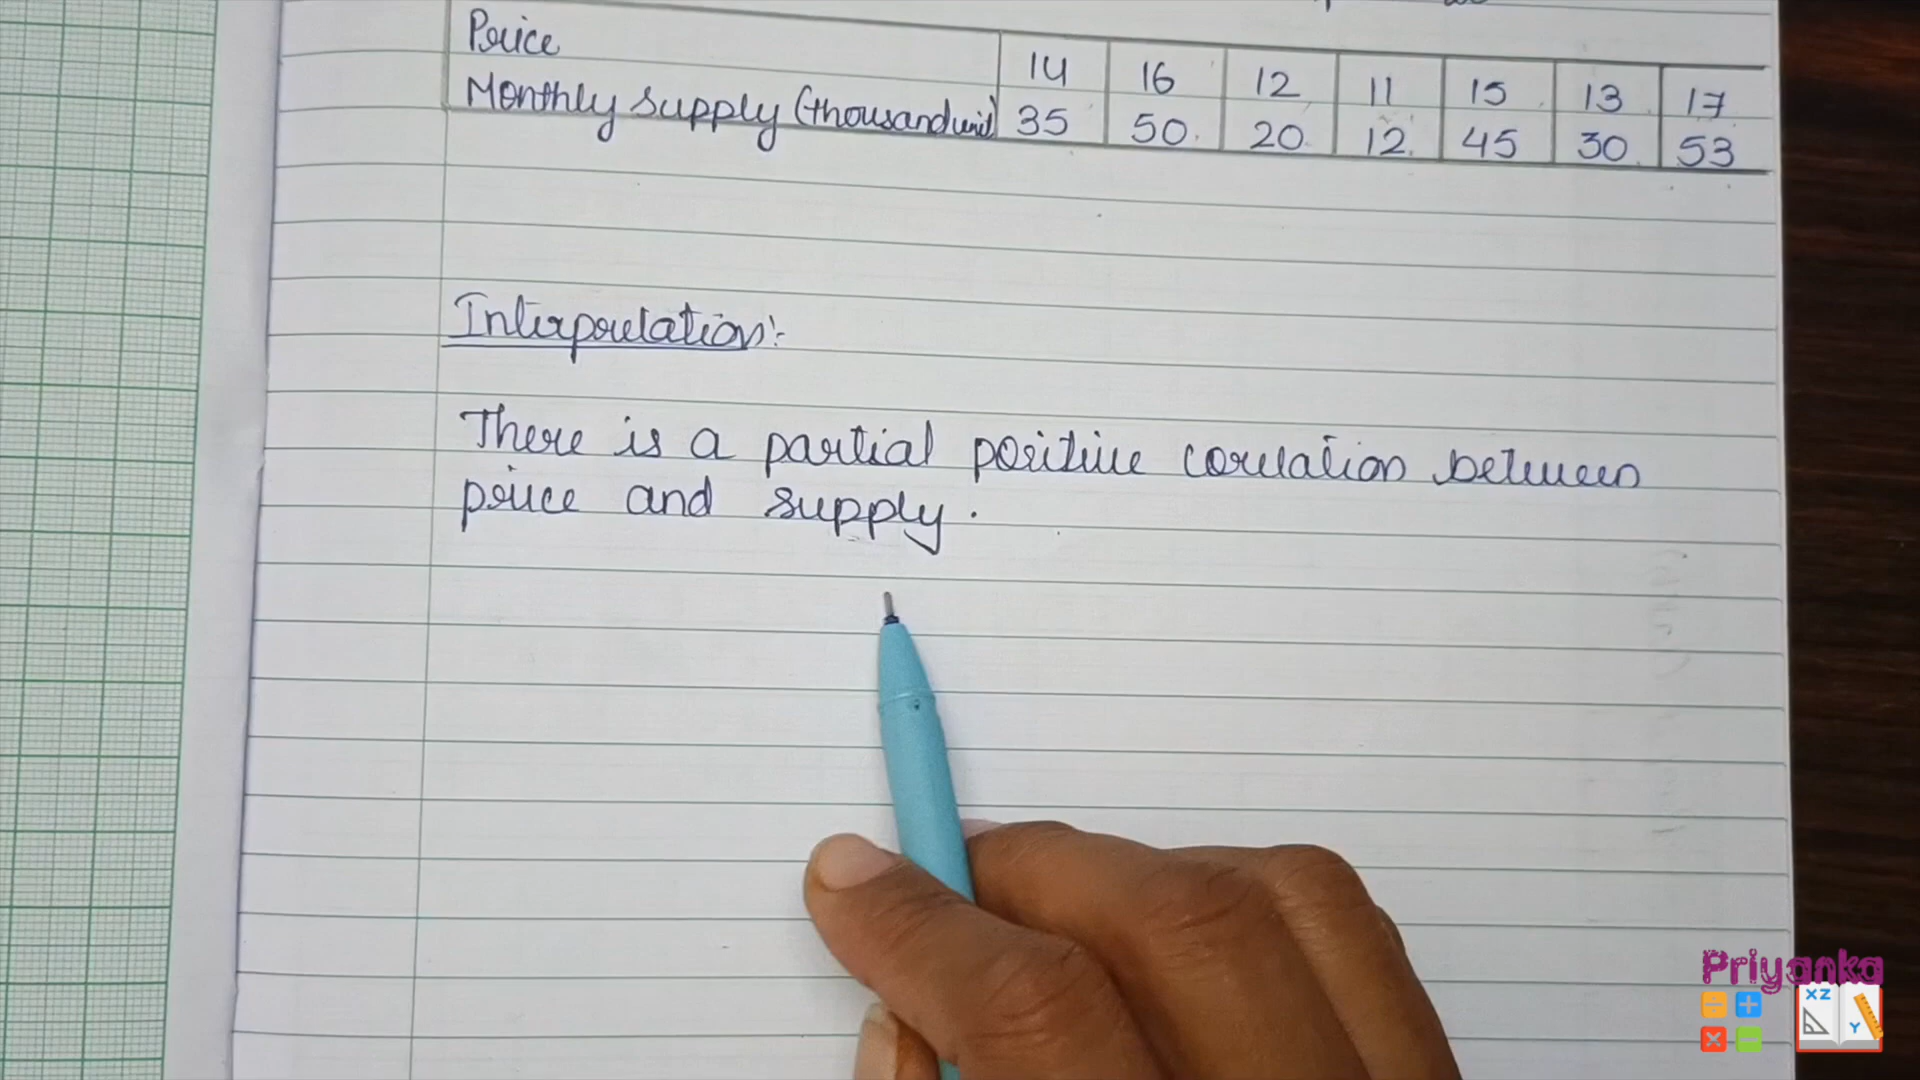 Price 14 16 12 11 15 13 17
Monthly supply (thousand unit) 35 50 20 12 45 30 53
Interpretation:-
There is a partial positive correlation between
price and supply.
Priyanka
XZ
Y